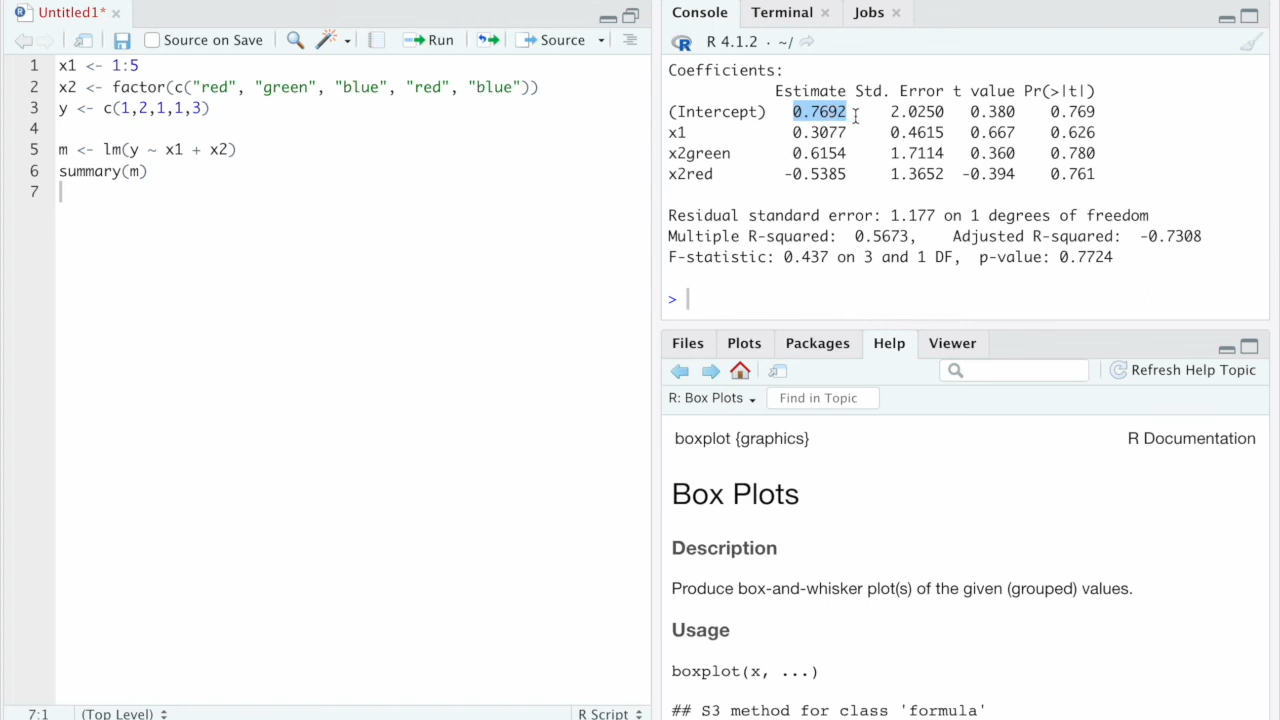 Untitled1*
Source on Save
Run
Source
1 x1 <- 1:5
2 x2 <- factor(c("red", "green", "blue", "red", "blue"))
3 y <- c(1,2,1,1,3)
4
5 m <- lm(y ~ x1 + x2)
6 summary(m)
7
7:1 (Top Level) R Script
Console Terminal Jobs
R 4.1.2 · ~/
Coefficients:
Estimate Std. Error t value Pr(>|t|)
(Intercept) 0.7692 2.0250 0.380 0.769
x1 0.3077 0.4615 0.667 0.626
x2green 0.6154 1.7114 0.360 0.780
x2red -0.5385 1.3652 -0.394 0.761
Residual standard error: 1.177 on 1 degrees of freedom
Multiple R-squared: 0.5673, Adjusted R-squared: -0.7308
F-statistic: 0.437 on 3 and 1 DF, p-value: 0.7724
>
Files Plots Packages Help Viewer
Refresh Help Topic
R: Box Plots Find in Topic
boxplot {graphics} R Documentation
Box Plots
Description
Produce box-and-whisker plot(s) of the given (grouped) values.
Usage
boxplot(x, ...)
## S3 method for class 'formula'